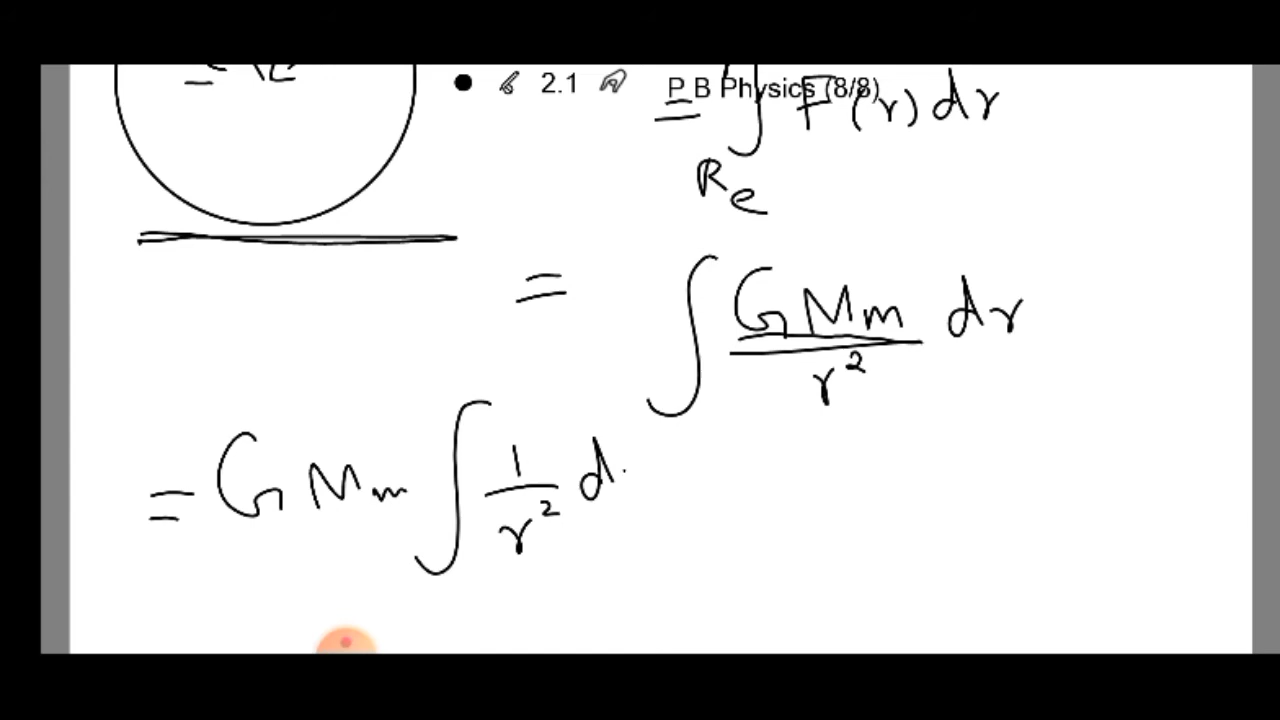 2.1 P B Physics (8/8)
= ∫ F(r) dr
Re
= ∫ GMm/r² dr
= GMm ∫ 1/r² d